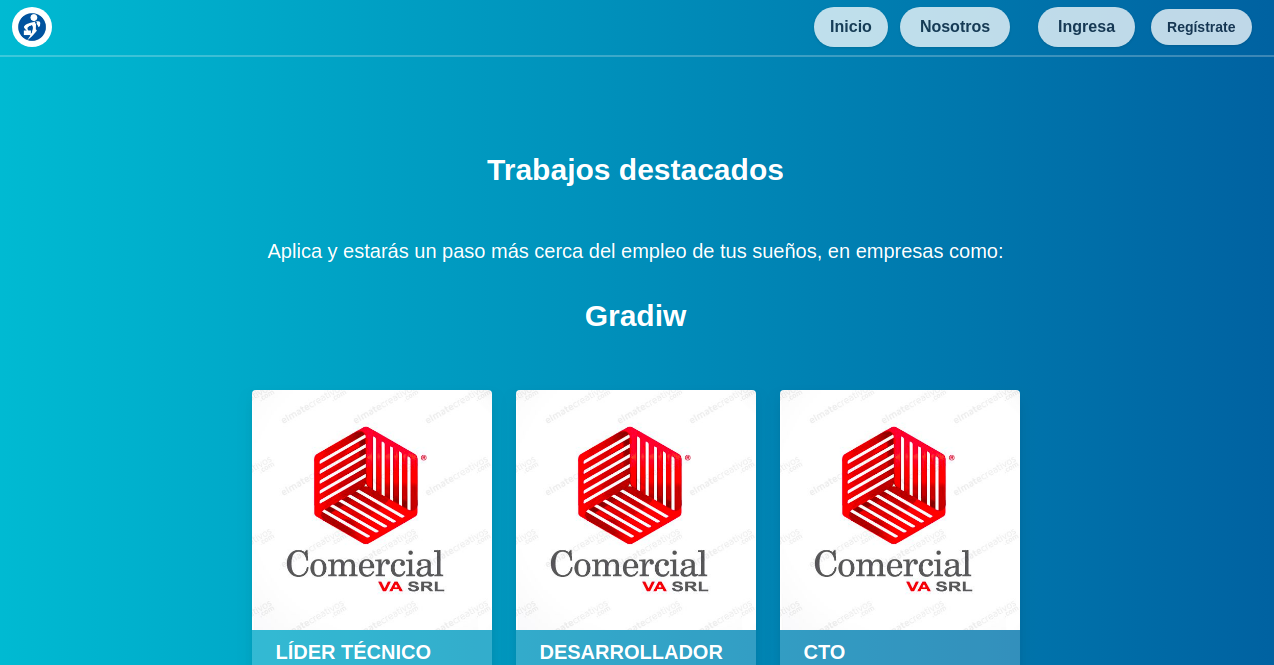 Inicio
Nosotros
Ingresa
Regístrate
Trabajos destacados
Aplica y estarás un paso más cerca del empleo de tus sueños, en empresas como:
Gradiw
Comercial
VA SRL
Comercial
VA SRL
Comercial
VA SRL
LÍDER TÉCNICO
DESARROLLADOR
CTO